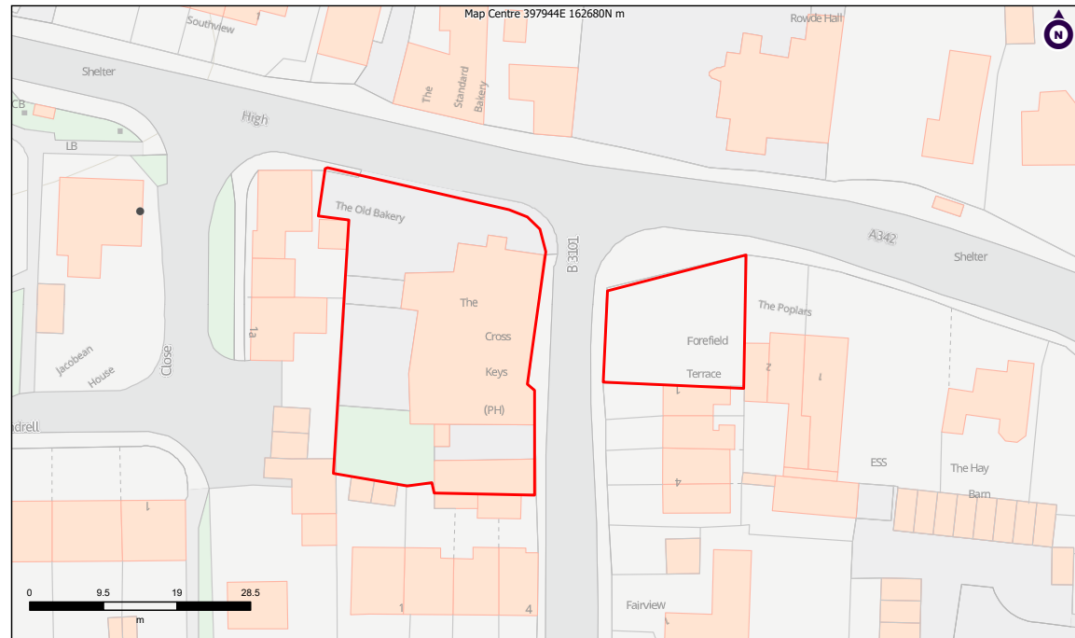 Map Centre 397944E 162680N m
N
1
Southview
Rowde Hall
Shelter
The
Standard
Bakery
CB
High
LB
The Old Bakery
A342
B 3101
Shelter
The
Cross
Keys
(PH)
The Poplars
Forefield
Terrace
1a
Jacobean
House
Close
2
1
1
ndrell
4
ESS
The Hay
Barn
1
0
9.5
19
28.5
m
1
4
Fairview